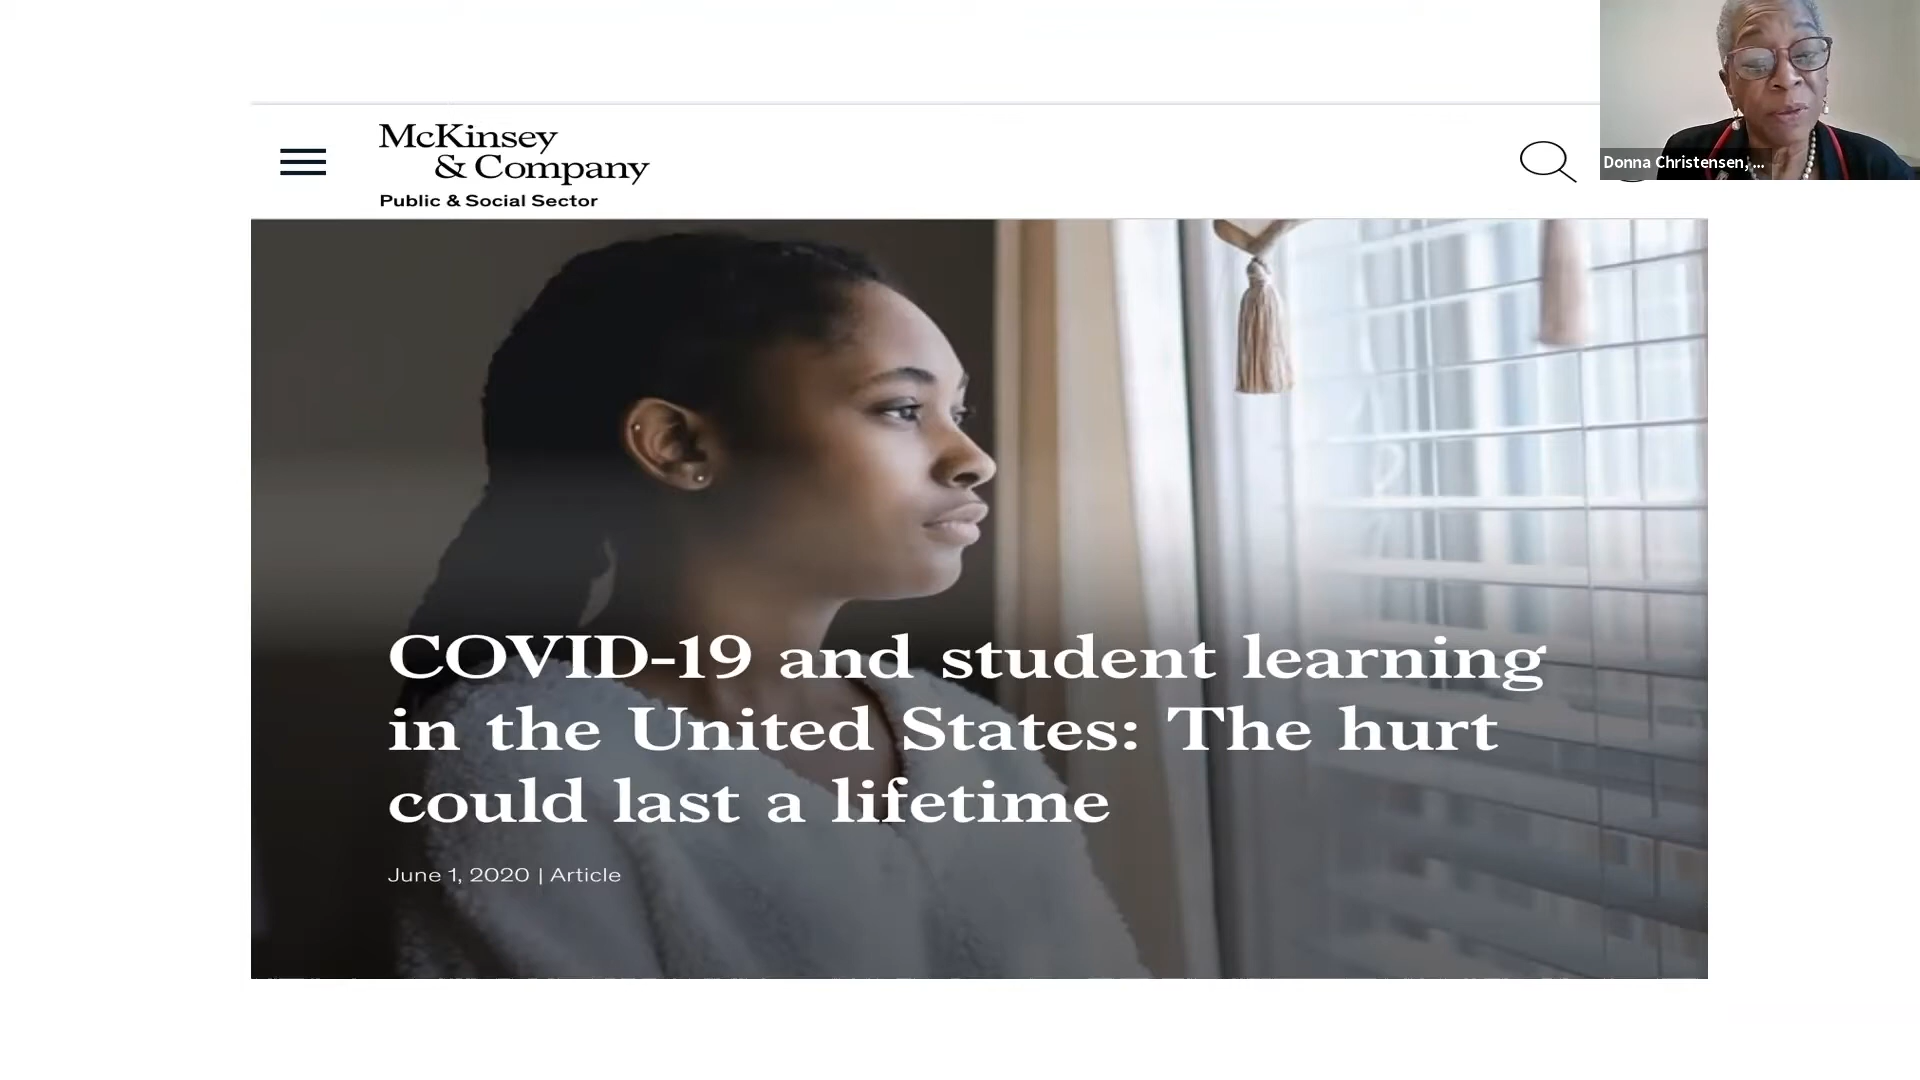 McKinsey
& Company
Public & Social Sector
Donna Christensen, ...
COVID-19 and student learning
in the United States: The hurt
could last a lifetime
June 1, 2020 | Article